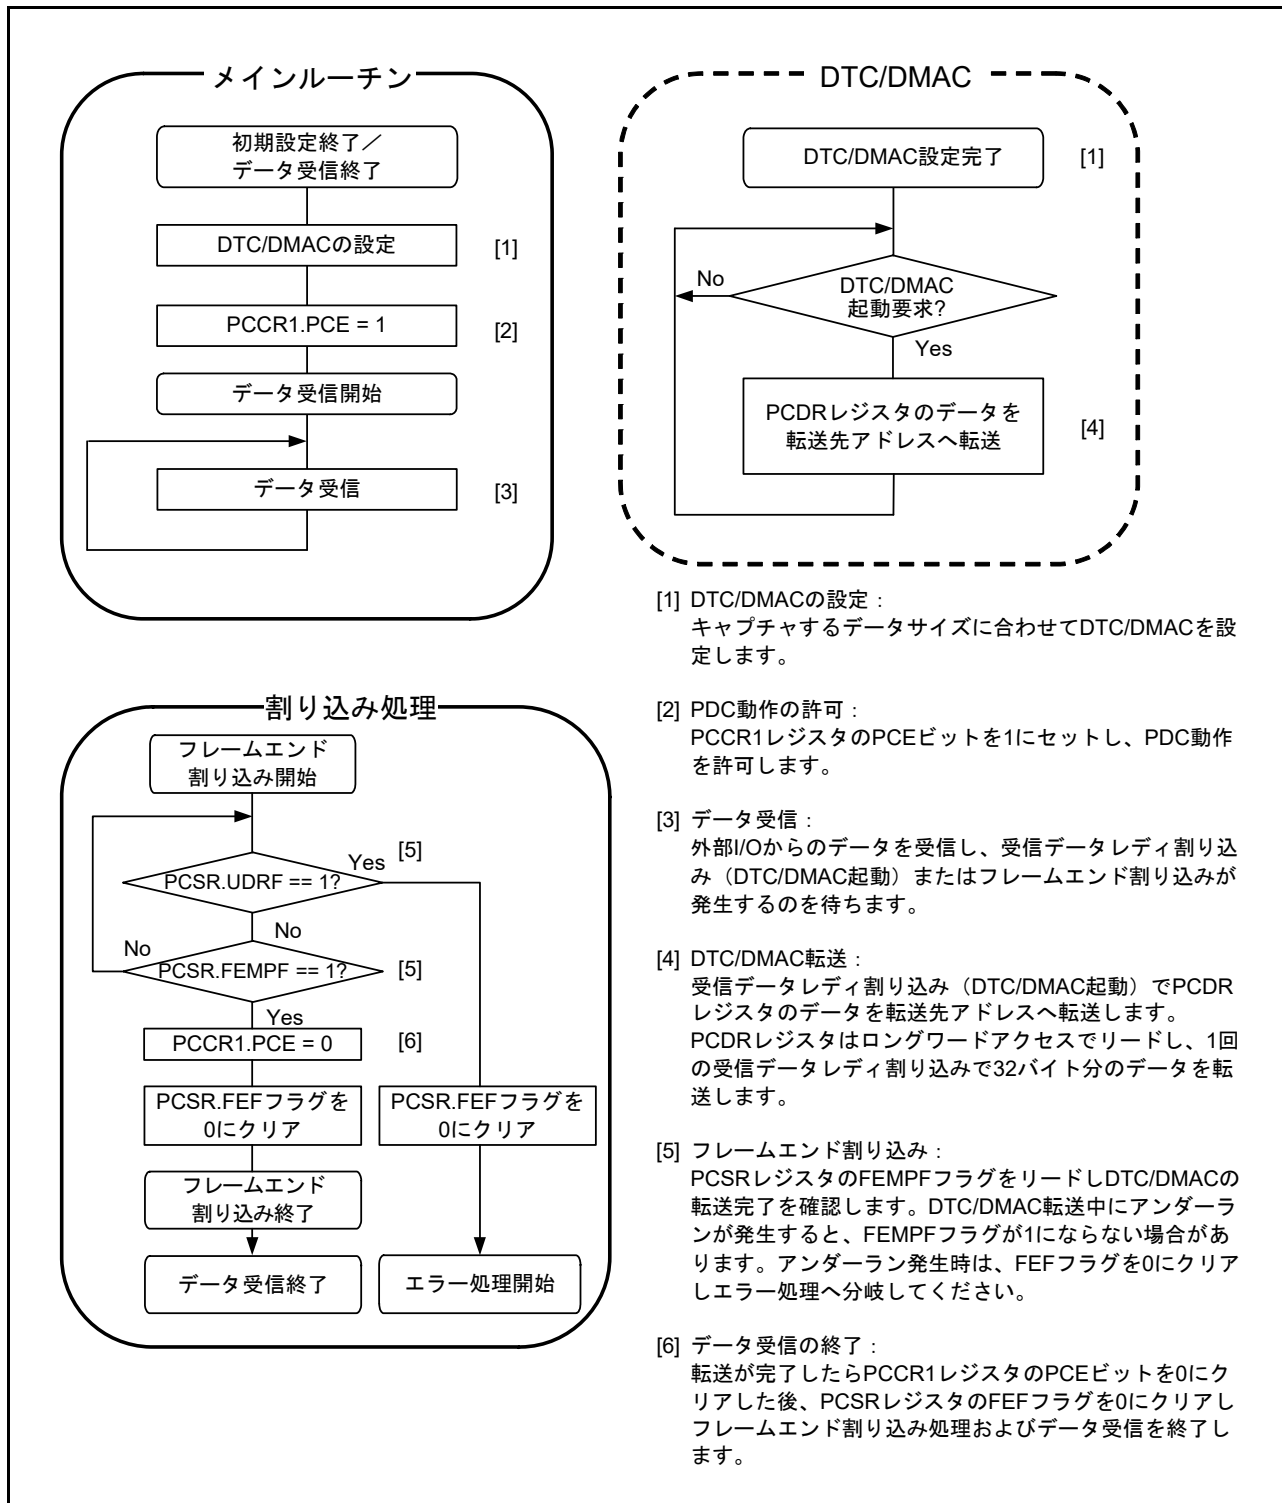 メインルーチン
初期設定終了／
データ受信終了
DTC/DMACの設定
[1]
PCCR1.PCE = 1
[2]
データ受信開始
データ受信
[3]
DTC/DMAC
DTC/DMAC設定完了
[1]
No
DTC/DMAC
起動要求?
Yes
PCDRレジスタのデータを
転送先アドレスへ転送
[4]
割り込み処理
フレームエンド
割り込み開始
[5]
Yes
PCSR.UDRF == 1?
No
No
PCSR.FEMPF == 1?
[5]
Yes
PCCR1.PCE = 0
[6]
PCSR.FEFフラグを
0にクリア
PCSR.FEFフラグを
0にクリア
フレームエンド
割り込み終了
データ受信終了
エラー処理開始
[1] DTC/DMACの設定：
キャプチャするデータサイズに合わせてDTC/DMACを設
定します。
[2] PDC動作の許可：
PCCR1レジスタのPCEビットを1にセットし、PDC動作
を許可します。
[3] データ受信：
外部I/Oからのデータを受信し、受信データレディ割り込
み（DTC/DMAC起動）またはフレームエンド割り込みが
発生するのを待ちます。
[4] DTC/DMAC転送：
受信データレディ割り込み（DTC/DMAC起動）でPCDR
レジスタのデータを転送先アドレスへ転送します。
PCDRレジスタはロングワードアクセスでリードし、1回
の受信データレディ割り込みで32バイト分のデータを転
送します。
[5] フレームエンド割り込み：
PCSRレジスタのFEMPFフラグをリードしDTC/DMACの
転送完了を確認します。DTC/DMAC転送中にアンダーラ
ンが発生すると、FEMPFフラグが1にならない場合があ
ります。アンダーラン発生時は、FEFフラグを0にクリア
しエラー処理へ分岐してください。
[6] データ受信の終了：
転送が完了したらPCCR1レジスタのPCEビットを0にク
リアした後、PCSRレジスタのFEFフラグを0にクリアし
フレームエンド割り込み処理およびデータ受信を終了し
ます。